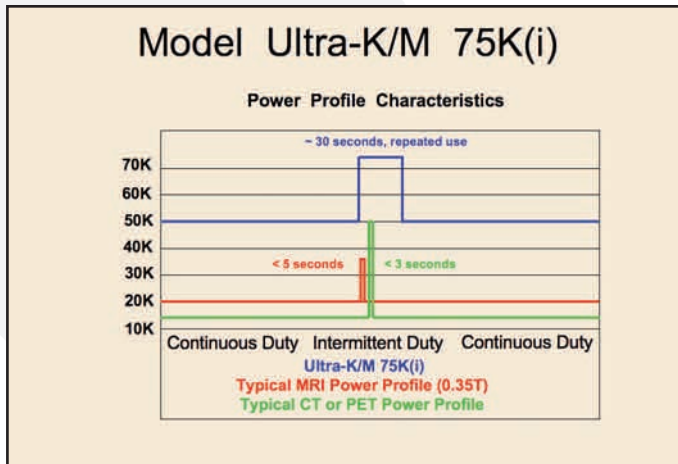 Model Ultra-K/M 75K(i)
Power Profile Characteristics
~ 30 seconds, repeated use
70K
60K
50K
40K
< 5 seconds < 3 seconds
30K
20K
10K
Continuous Duty Intermittent Duty Continuous Duty
Ultra-K/M 75K(i)
Typical MRI Power Profile (0.35T)
Typical CT or PET Power Profile